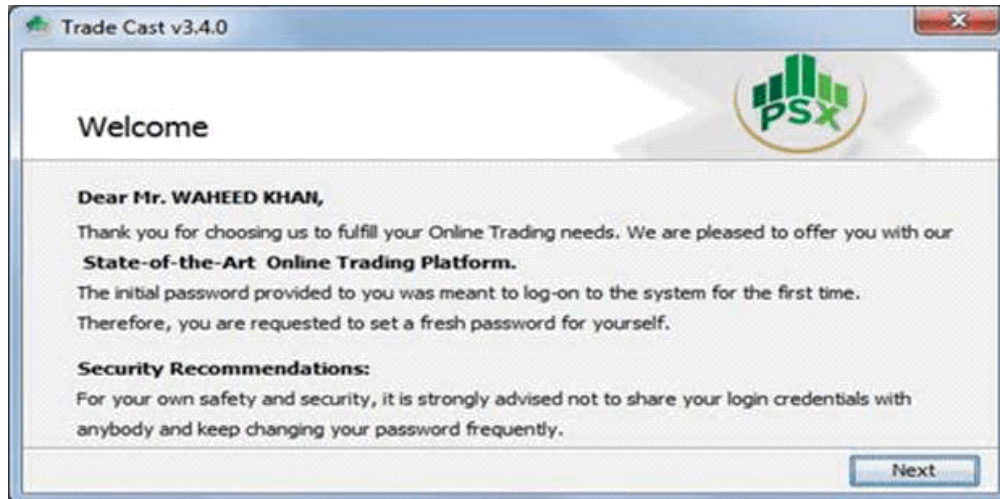 Trade Cast v3.4.0
PSX
Welcome
Dear Mr. WAHEED KHAN,
Thank you for choosing us to fulfill your Online Trading needs. We are pleased to offer you with our
State-of-the-Art Online Trading Platform.
The initial password provided to you was meant to log-on to the system for the first time.
Therefore, you are requested to set a fresh password for yourself.
Security Recommendations:
For your own safety and security, it is strongly advised not to share your login credentials with
anybody and keep changing your password frequently.
Next